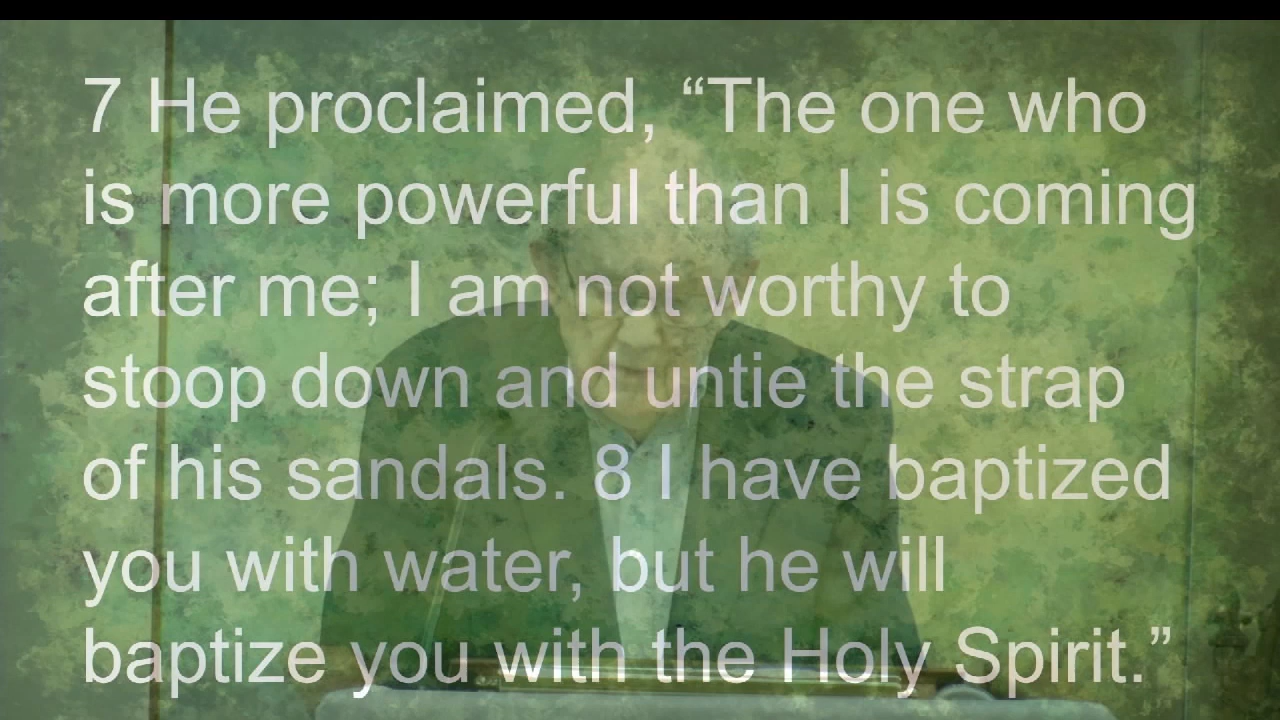 7 He proclaimed, “The one who
is more powerful than I is coming
after me; I am not worthy to
stoop down and untie the strap
of his sandals. 8 I have baptized
you with water, but he will
baptize you with the Holy Spirit.”